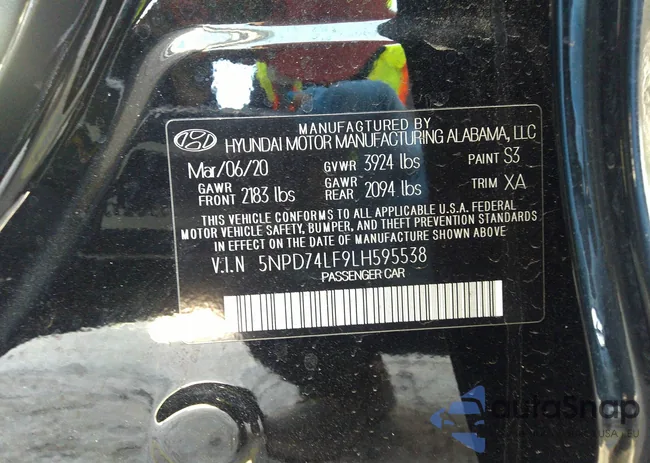 MANUFACTURED BY
HYUNDAI MOTOR MANUFACTURING ALABAMA, LLC
Mar/06/20 GVWR 3924 lbs PAINT S3
GAWR FRONT 2183 lbs GAWR REAR 2094 lbs TRIM XA
THIS VEHICLE CONFORMS TO ALL APPLICABLE U.S.A. FEDERAL
MOTOR VEHICLE SAFETY, BUMPER, AND THEFT PREVENTION STANDARDS
IN EFFECT ON THE DATE OF MANUFACTURE SHOWN ABOVE
V.I.N 5NPD74LF9LH595538
PASSENGER CAR
autaSnap